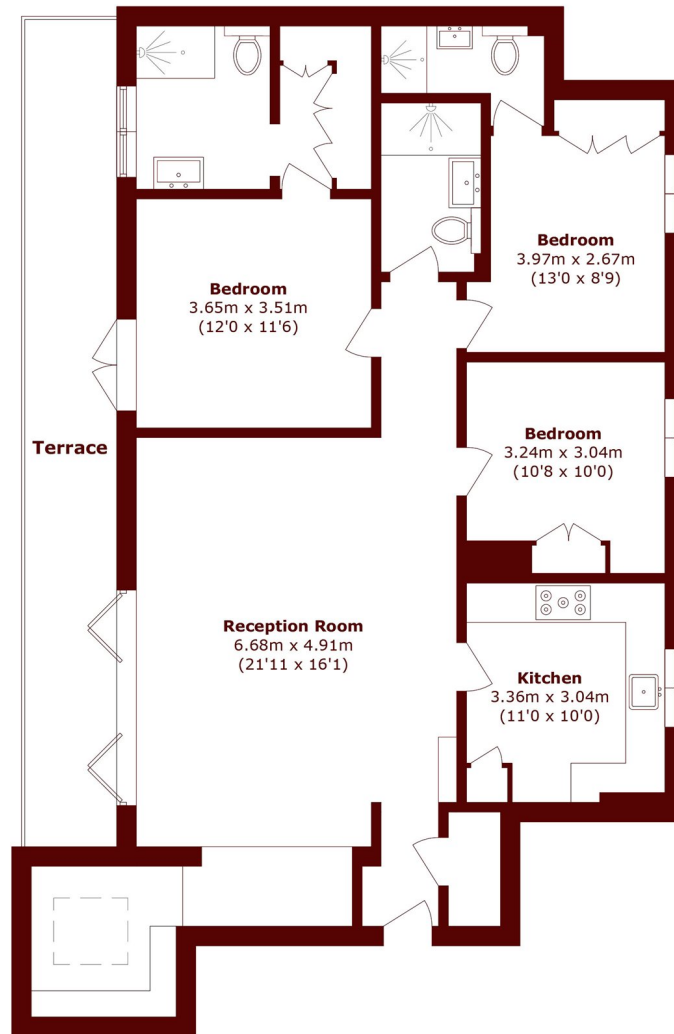 Bedroom
3.97m x 2.67m
(13'0 x 8'9)
Bedroom
3.65m x 3.51m
(12'0 x 11'6)
Terrace
Bedroom
3.24m x 3.04m
(10'8 x 10'0)
Reception Room
6.68m x 4.91m
(21'11 x 16'1)
Kitchen
3.36m x 3.04m
(11'0 x 10'0)